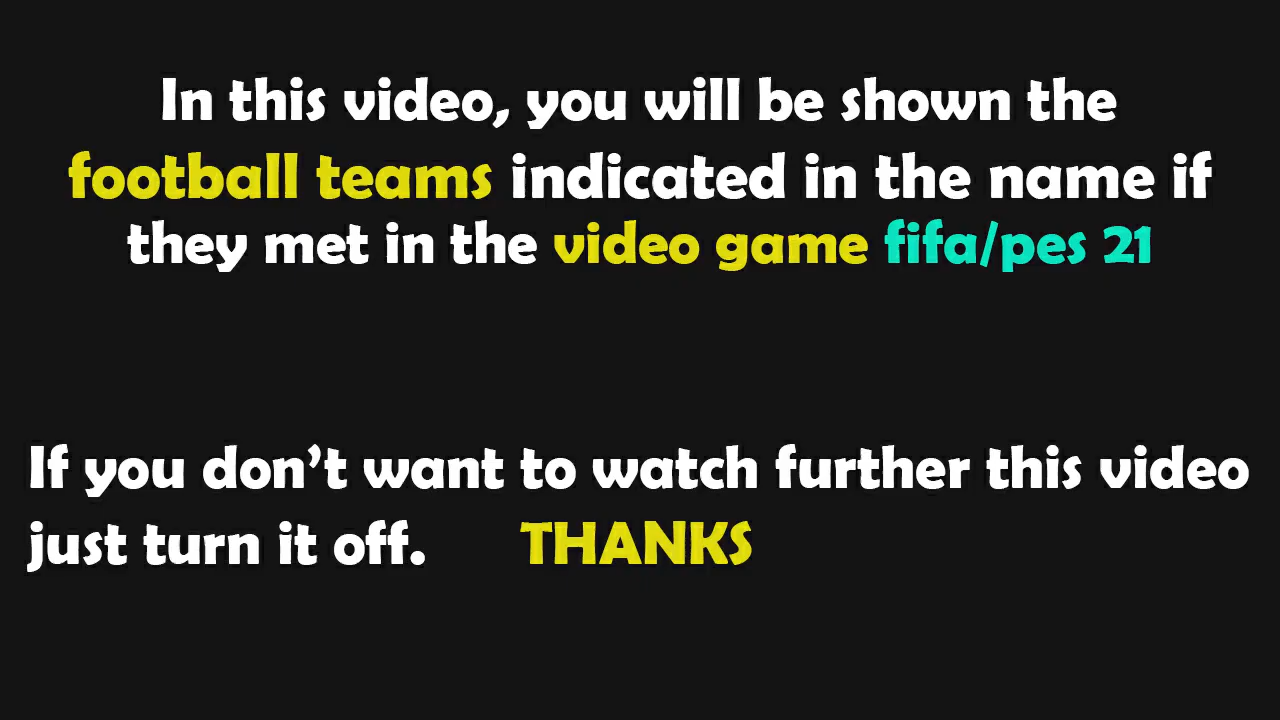 In this video, you will be shown the
football teams indicated in the name if
they met in the video game fifa/pes 21
If you don’t want to watch further this video
just turn it off. THANKS